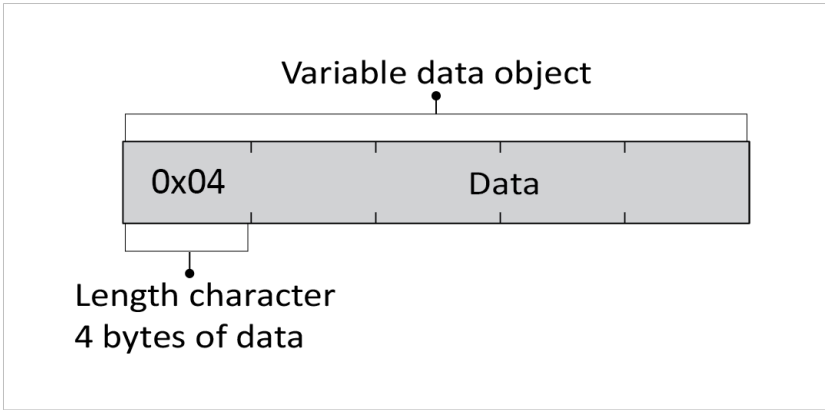 Variable data object
0x04
Data
Length character
4 bytes of data